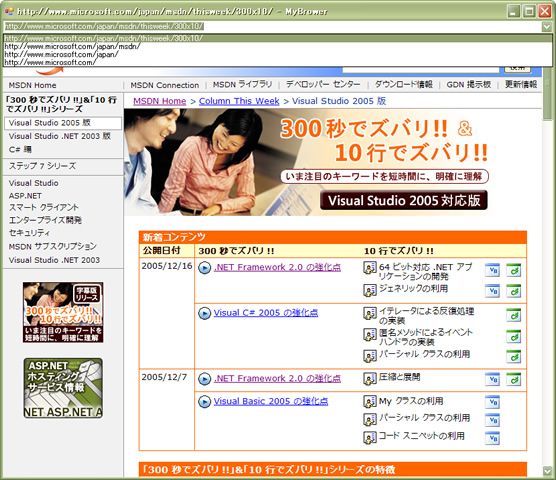 http://www.microsoft.com/japan/msdn/thisweek/300x10/ - MyBrower
http://www.microsoft.com/japan/msdn/thisweek/300x10/
http://www.microsoft.com/japan/msdn/thisweek/300x10/
http://www.microsoft.com/japan/msdn/
http://www.microsoft.com/japan/
http://www.microsoft.com/
検索
MSDN Home
MSDN Connection
MSDN ライブラリ
デベロッパー センター
ダウンロード情報
GDN 掲示板
更新情報
「300 秒でズバリ!!」&「10 行でズバリ!!」シリーズ
Visual Studio 2005 版
Visual Studio .NET 2003 版
C# 編
ステップ 7 シリーズ
Visual Studio
ASP.NET
スマート クライアント
エンタープライズ開発
セキュリティ
MSDN サブスクリプション
Visual Studio .NET 2003
字幕版
リリース
300秒でズバリ!!
10行でズバリ!!
いま注目のキーワードを
短時間に、明確に理解
ASP.NET
ホスティング
サービス情報
NET ASP.NET A
MSDN Home > Column This Week > Visual Studio 2005 版
300秒でズバリ!! &
10行でズバリ!!
いま注目のキーワードを短時間に、明確に理解
Visual Studio 2005 対応版
新着コンテンツ
公開日付 300 秒でズバリ!! 10 行でズバリ!!
2005/12/16 .NET Framework 2.0 の強化点
64 ビット対応 .NET アプリケーションの開発
ジェネリックの利用
Visual C# 2005 の強化点
イテレータによる反復処理の実装
匿名メソッドによるイベント ハンドラの実装
パーシャル クラスの利用
2005/12/7 .NET Framework 2.0 の強化点
圧縮と展開
Visual Basic 2005 の強化点
My クラスの利用
パーシャル クラスの利用
コード スニペットの利用
「300 秒でズバリ!!」&「10 行でズバリ!!」シリーズの特徴